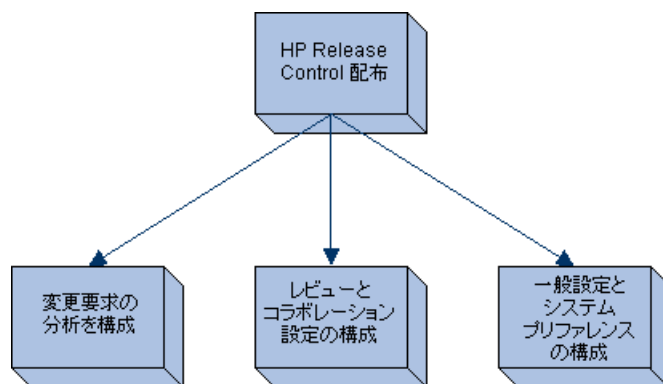 HP Release
Control 配布
変更要求の
分析を構成
レビューと
コラボレーション
設定の構成
一般設定と
システム
プリファレンス
の構成